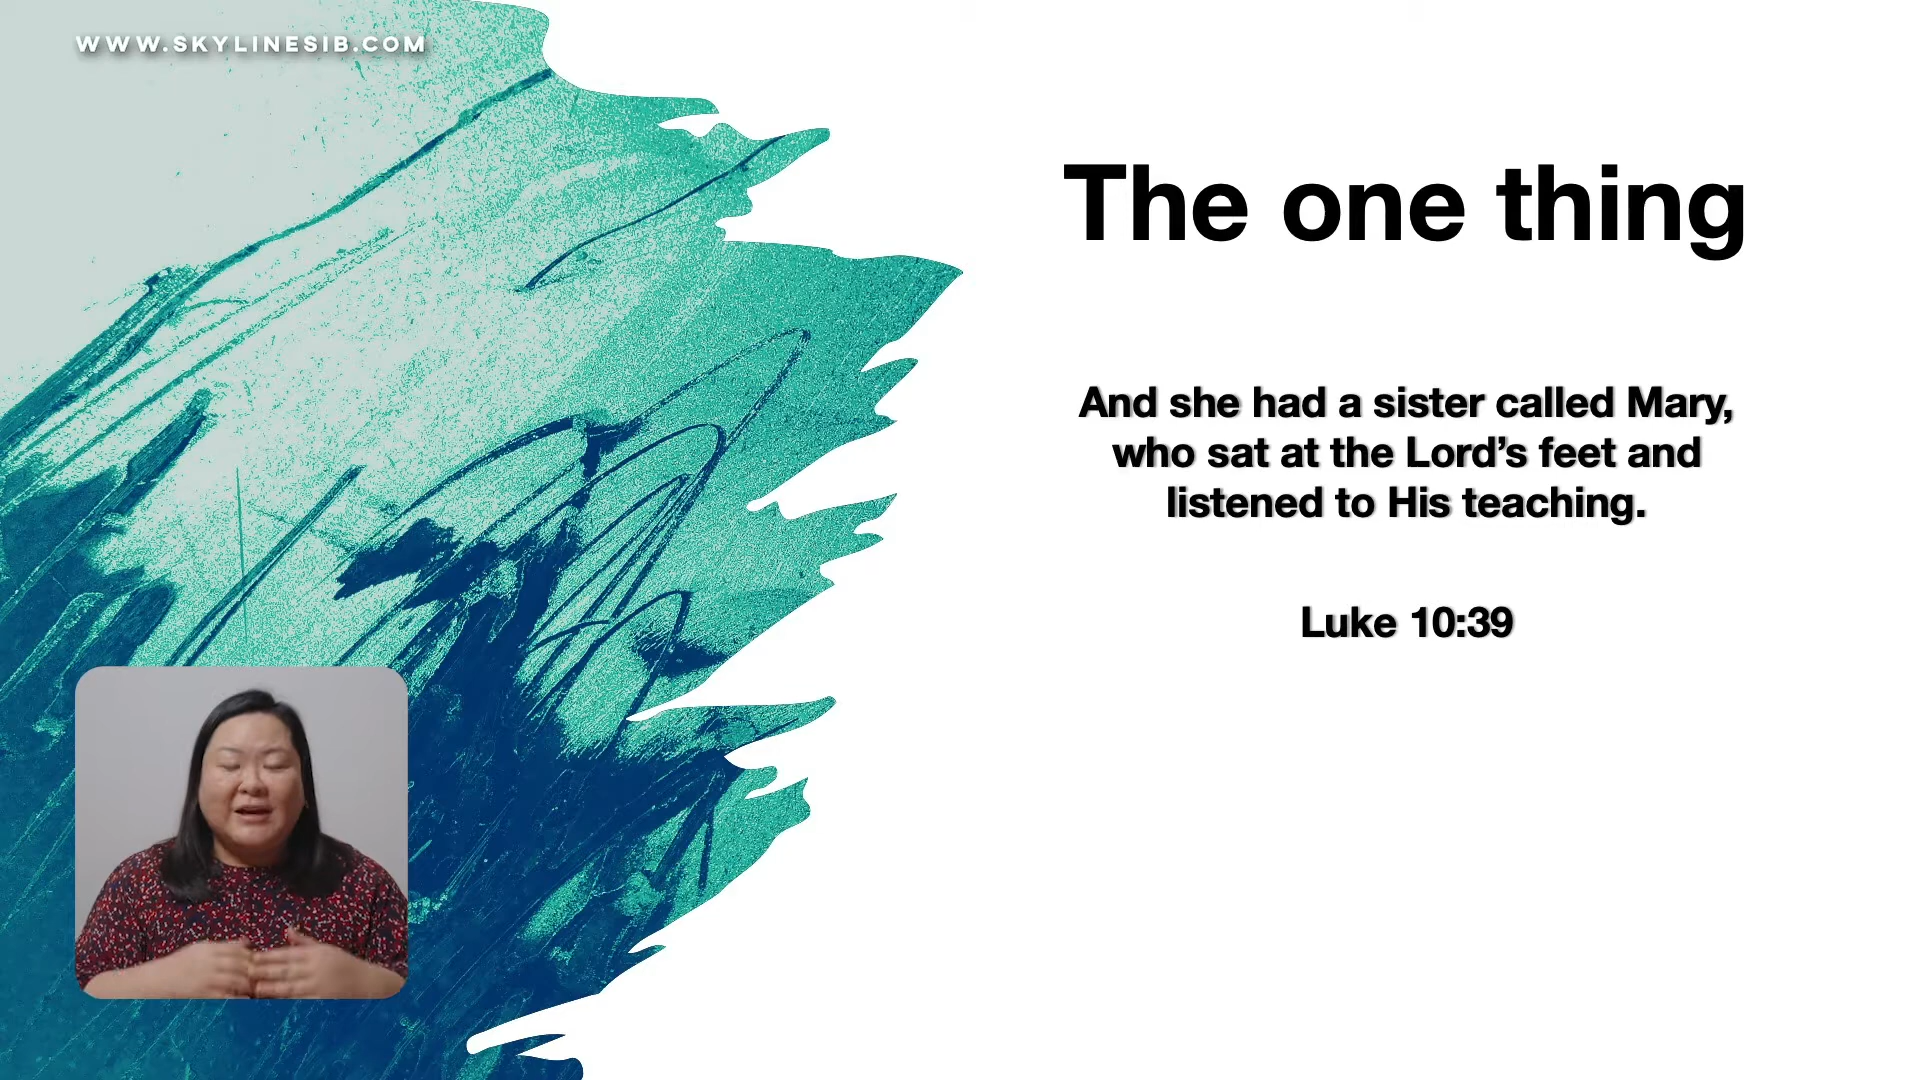 WWW.SKYLINESIB.COM
The one thing
And she had a sister called Mary,
who sat at the Lord’s feet and
listened to His teaching.
Luke 10:39